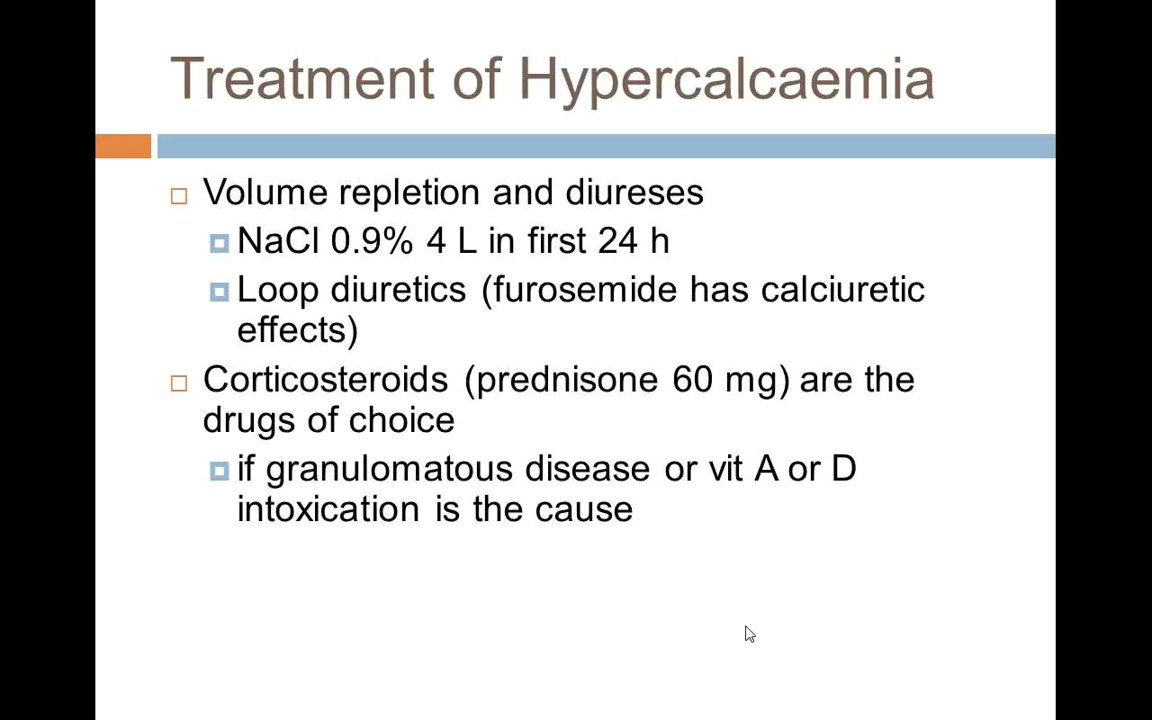 Treatment of Hypercalcaemia
Volume repletion and diureses
NaCl 0.9% 4 L in first 24 h
Loop diuretics (furosemide has calciuretic
effects)
Corticosteroids (prednisone 60 mg) are the
drugs of choice
if granulomatous disease or vit A or D
intoxication is the cause